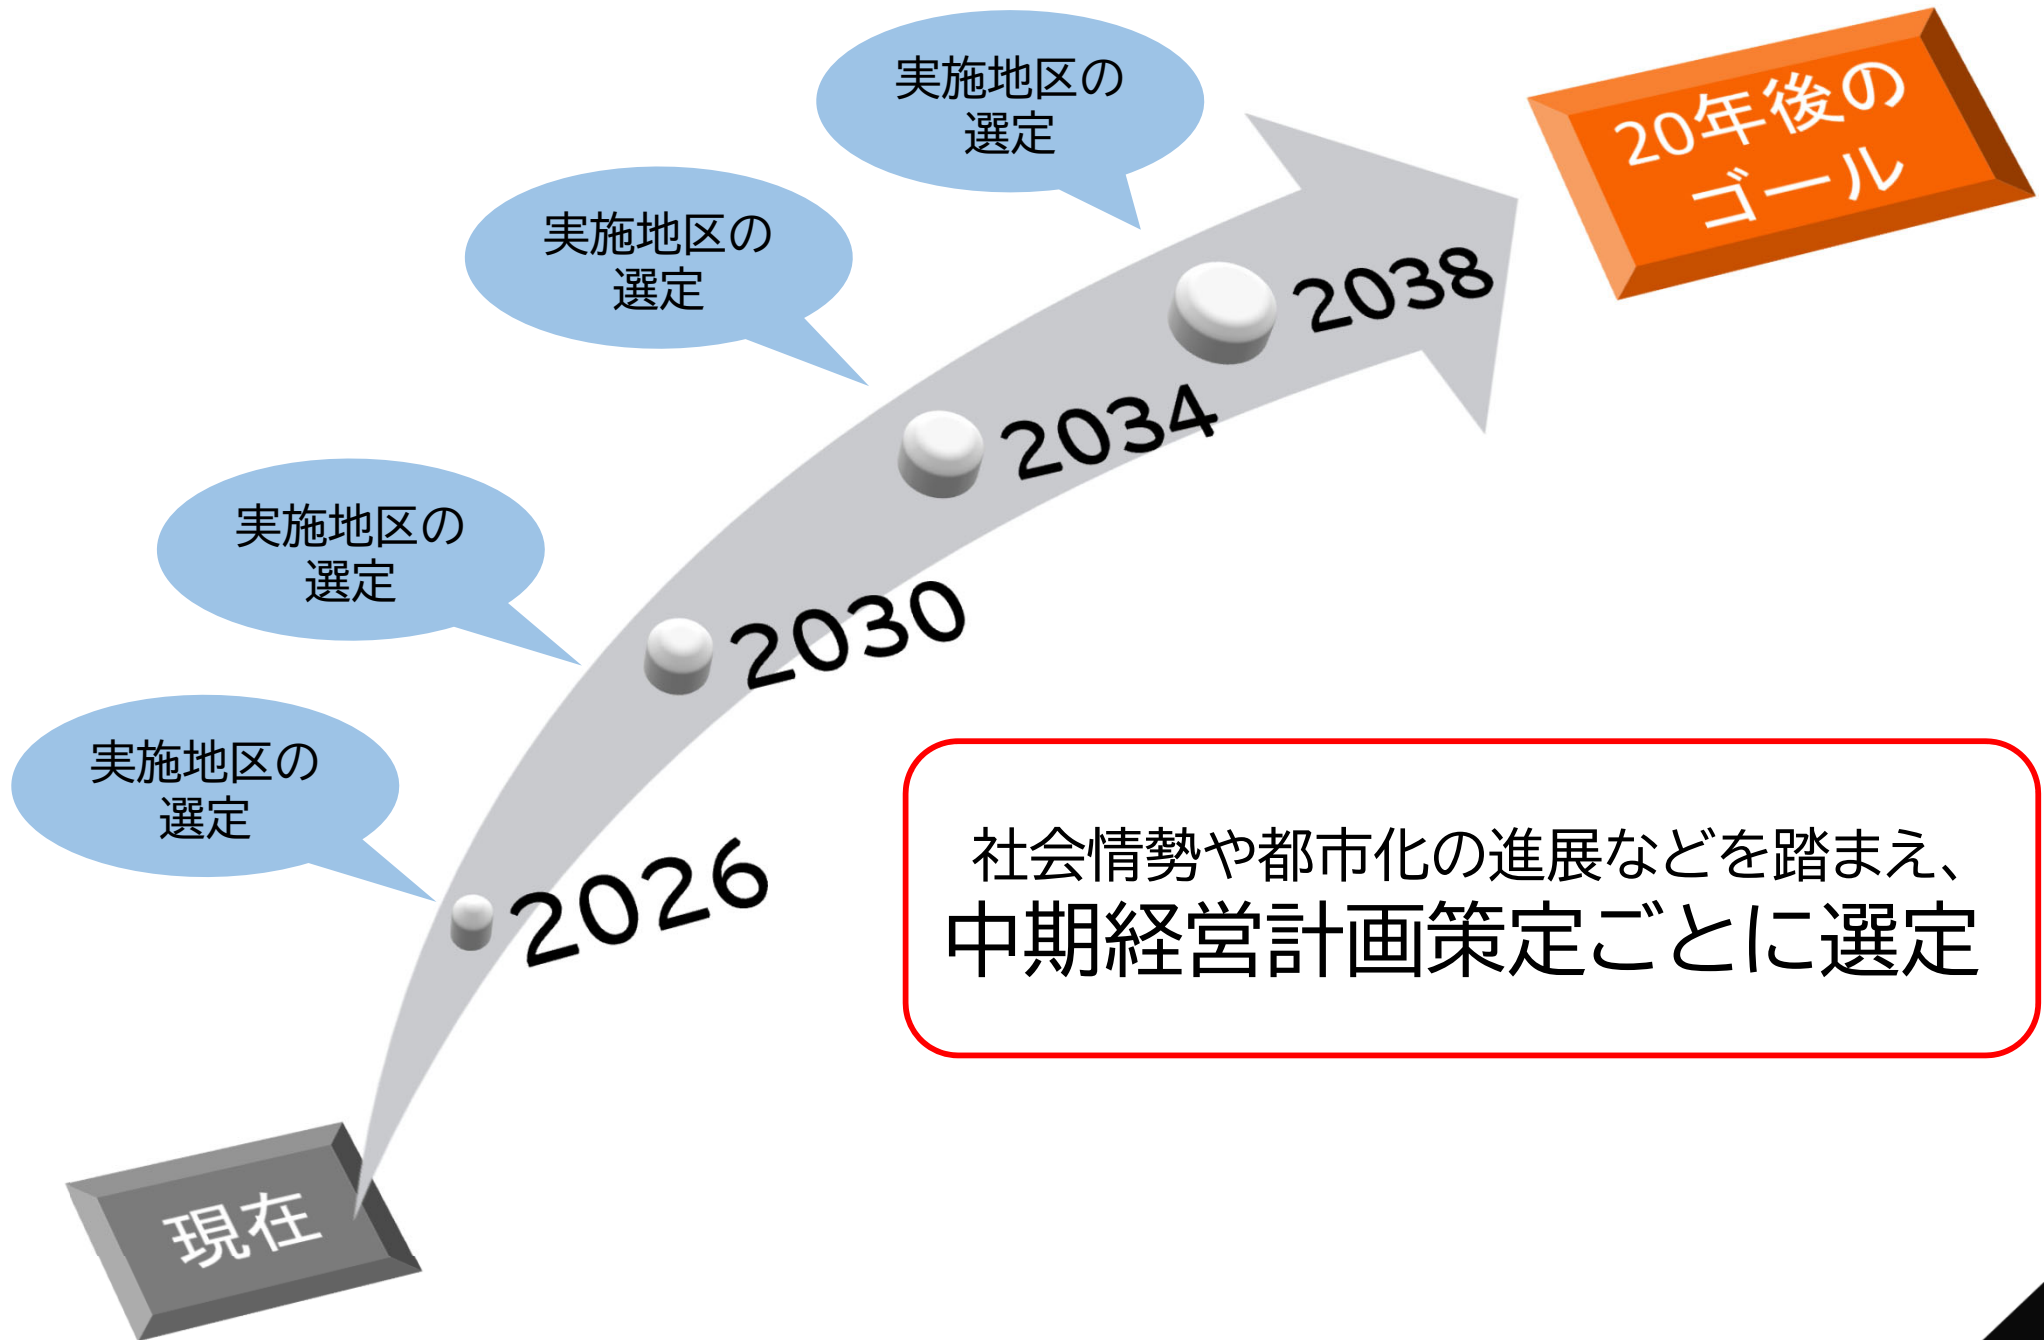 実施地区の
選定
20年後の
ゴール
実施地区の
選定
2038
2034
実施地区の
選定
2030
実施地区の
選定
2026
社会情勢や都市化の進展などを踏まえ、
中期経営計画策定ごとに選定
現在